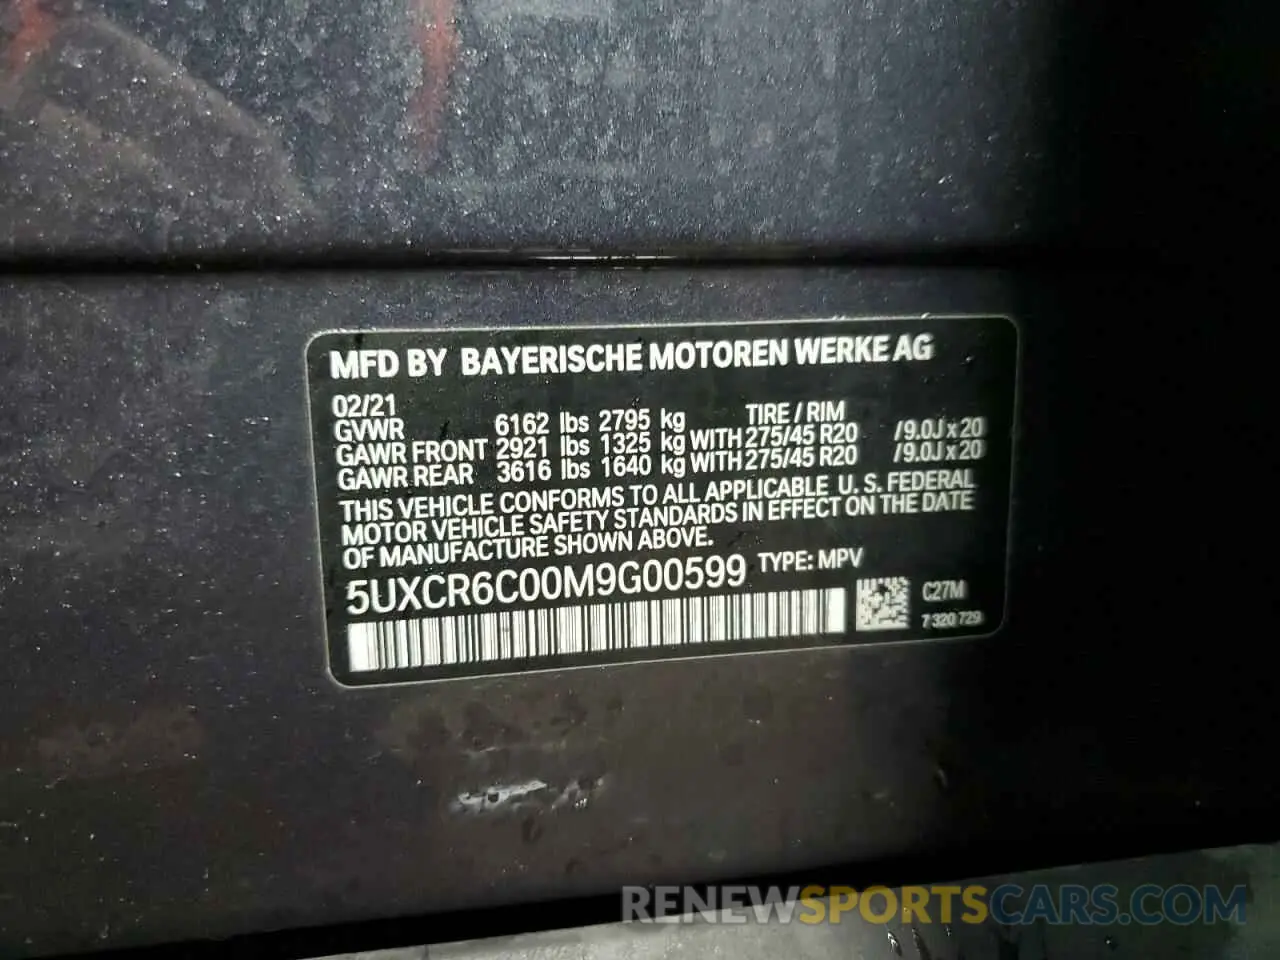 MFD BY BAYERISCHE MOTOREN WERKE AG
02/21
GVWR 6162 lbs 2795 kg TIRE / RIM
GAWR FRONT 2921 lbs 1325 kg WITH 275/45 R20 /9.0J x 20
GAWR REAR 3616 lbs 1640 kg WITH 275/45 R20 /9.0J x 20
THIS VEHICLE CONFORMS TO ALL APPLICABLE U. S. FEDERAL
MOTOR VEHICLE SAFETY STANDARDS IN EFFECT ON THE DATE
OF MANUFACTURE SHOWN ABOVE.
5UXCR6C00M9G00599 TYPE: MPV
C27M
7 320 729
RENEWSPORTSCARS.COM